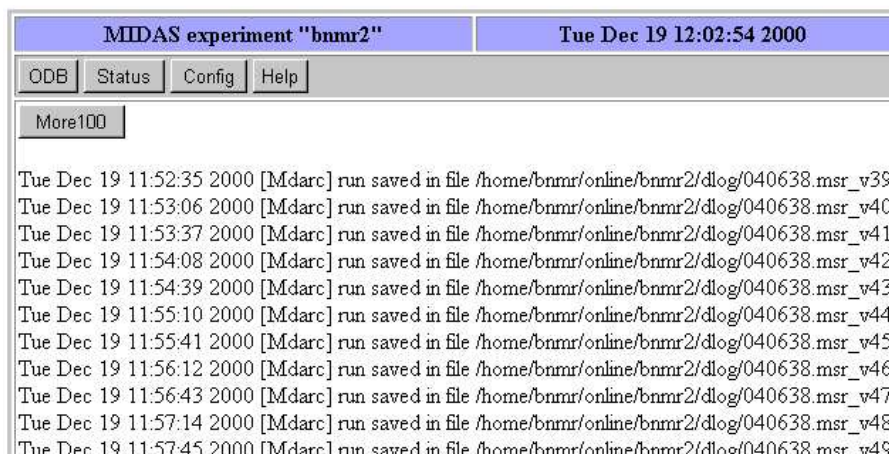 MIDAS experiment "bnmr2" Tue Dec 19 12:02:54 2000
ODB Status Config Help
More100
Tue Dec 19 11:52:35 2000 [Mdarc] run saved in file /home/bnmr/online/bnmr2/dlog/040638.msr_v39
Tue Dec 19 11:53:06 2000 [Mdarc] run saved in file /home/bnmr/online/bnmr2/dlog/040638.msr_v40
Tue Dec 19 11:53:37 2000 [Mdarc] run saved in file /home/bnmr/online/bnmr2/dlog/040638.msr_v41
Tue Dec 19 11:54:08 2000 [Mdarc] run saved in file /home/bnmr/online/bnmr2/dlog/040638.msr_v42
Tue Dec 19 11:54:39 2000 [Mdarc] run saved in file /home/bnmr/online/bnmr2/dlog/040638.msr_v43
Tue Dec 19 11:55:10 2000 [Mdarc] run saved in file /home/bnmr/online/bnmr2/dlog/040638.msr_v44
Tue Dec 19 11:55:41 2000 [Mdarc] run saved in file /home/bnmr/online/bnmr2/dlog/040638.msr_v45
Tue Dec 19 11:56:12 2000 [Mdarc] run saved in file /home/bnmr/online/bnmr2/dlog/040638.msr_v46
Tue Dec 19 11:56:43 2000 [Mdarc] run saved in file /home/bnmr/online/bnmr2/dlog/040638.msr_v47
Tue Dec 19 11:57:14 2000 [Mdarc] run saved in file /home/bnmr/online/bnmr2/dlog/040638.msr_v48
Tue Dec 19 11:57:45 2000 [Mdarc] run saved in file /home/bnmr/online/bnmr2/dlog/040638.msr_v49